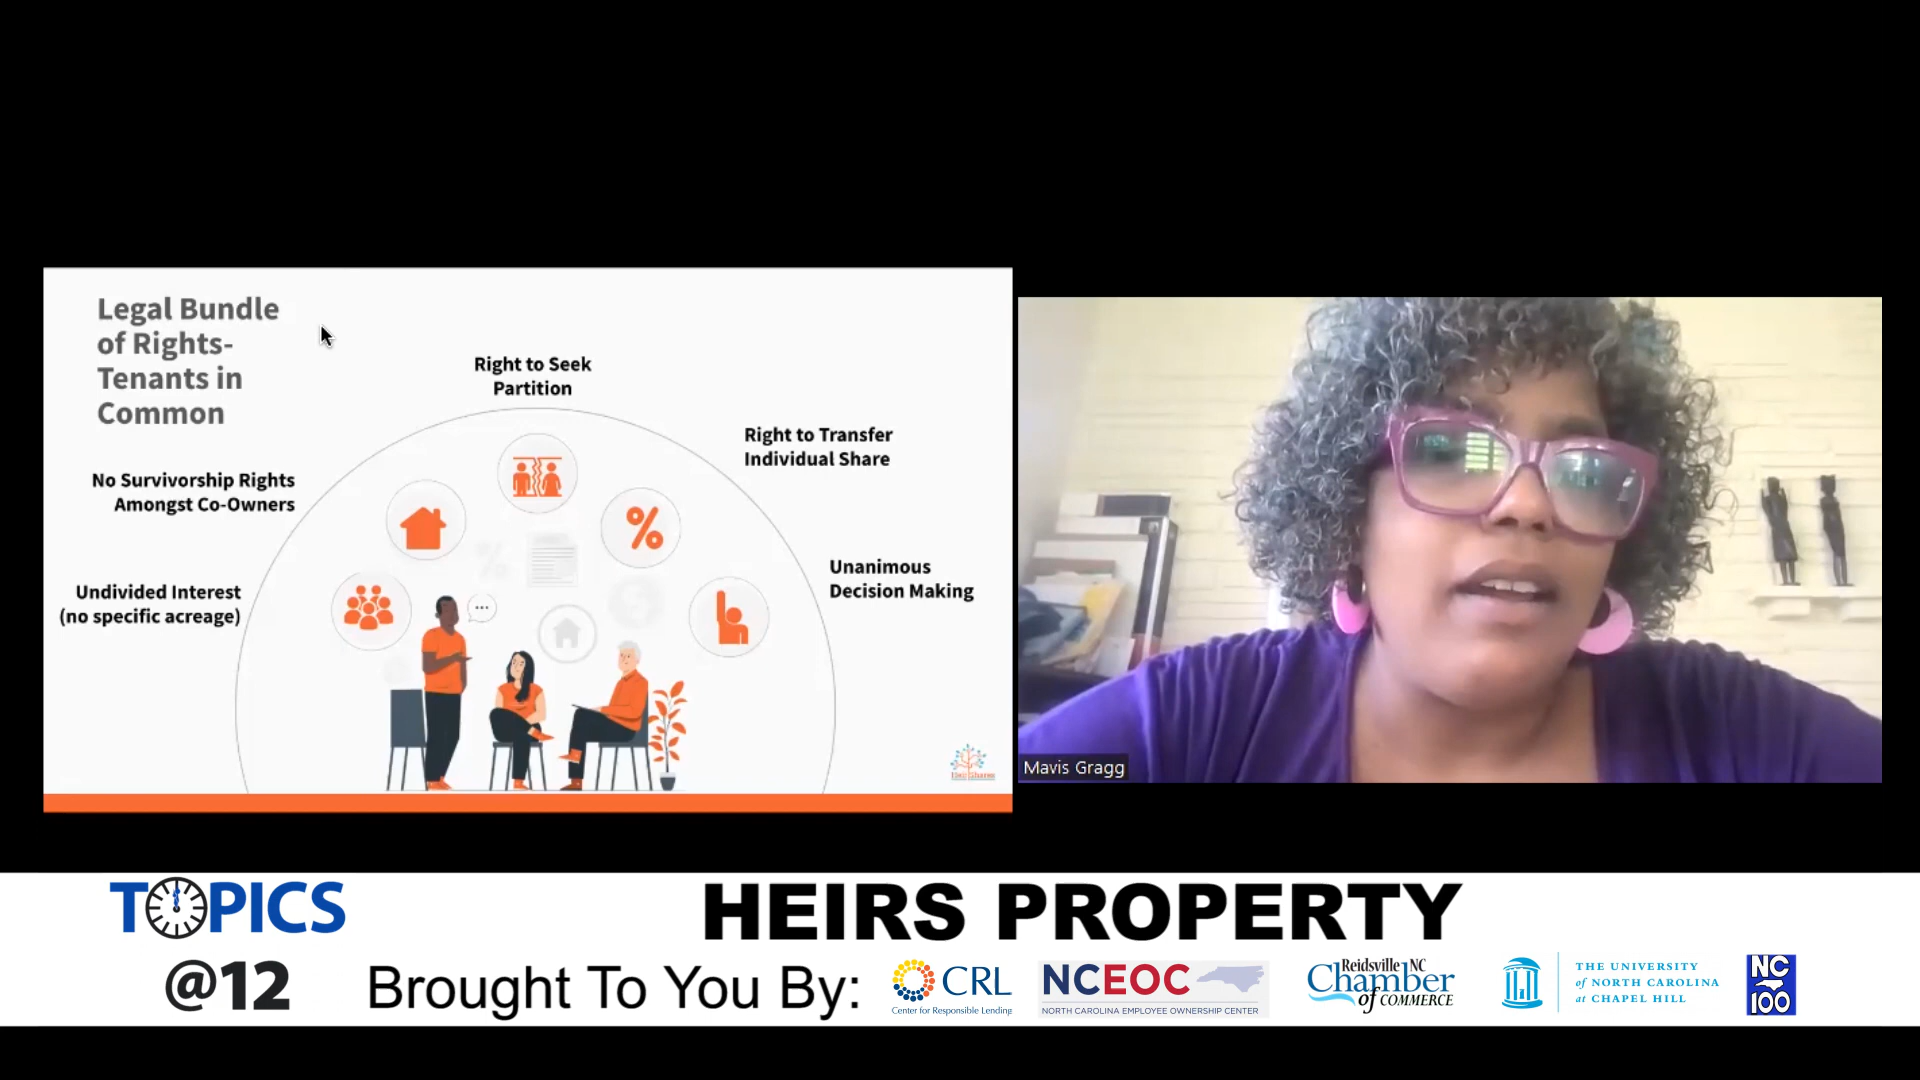 Legal Bundle
of Rights-
Tenants in
Common
Right to Seek
Partition
Right to Transfer
Individual Share
No Survivorship Rights
Amongst Co-Owners
Unanimous
Decision Making
Undivided Interest
(no specific acreage)
%
%
HeirShares
Mavis Gragg
TOPICS
@12
HEIRS PROPERTY
Brought To You By:
CRL
Center for Responsible Lending
NCEOC
NORTH CAROLINA EMPLOYEE OWNERSHIP CENTER
Reidsville NC
Chamber
of COMMERCE
THE UNIVERSITY
of NORTH CAROLINA
at CHAPEL HILL
NC
100